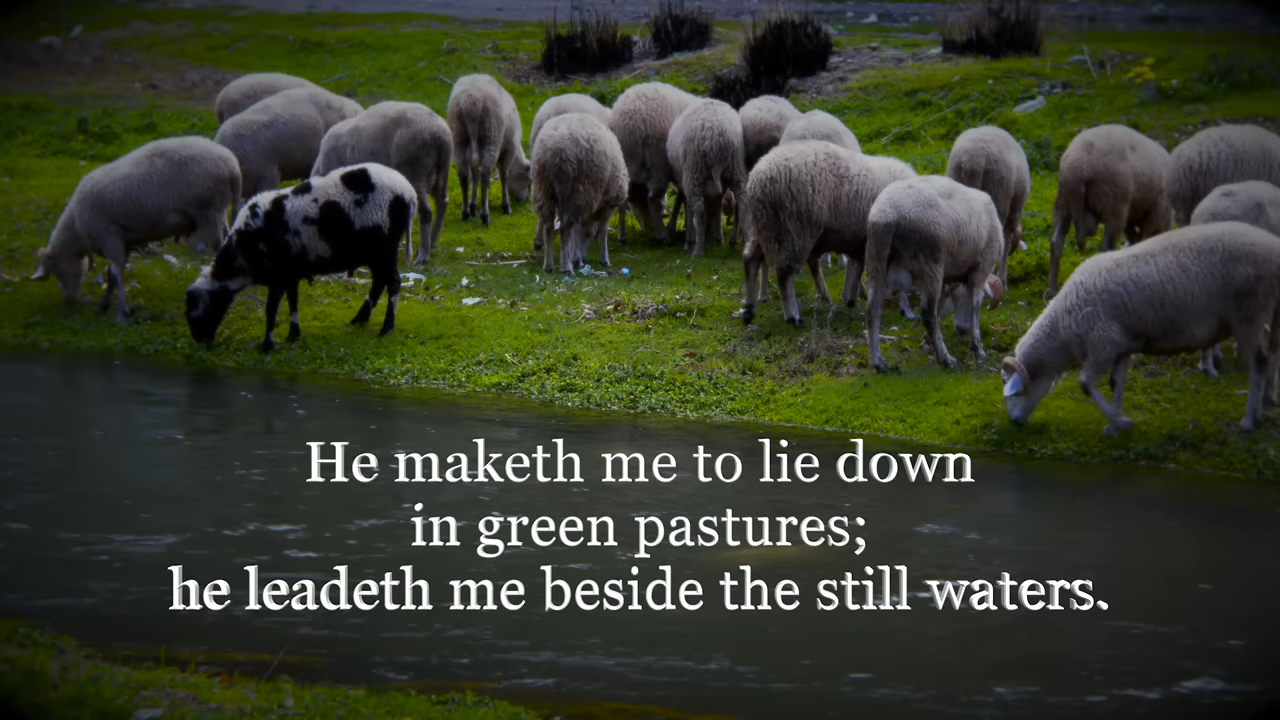 He maketh me to lie down
in green pastures;
he leadeth me beside the still waters.